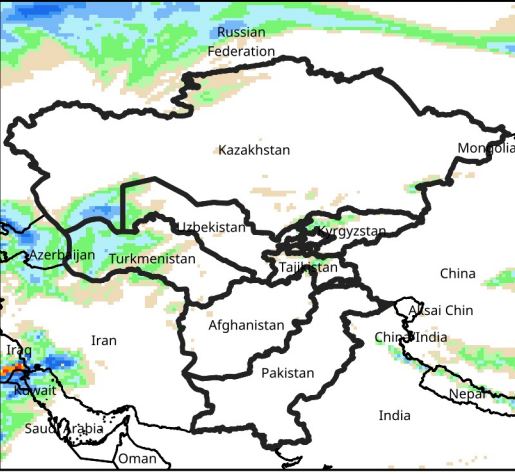 Russian
Federation
Kazakhstan
Mongolia
Uzbekistan
Kyrgyzstan
Azerbaijan
Turkmenistan
Tajikistan
China
Aksai Chin
Afghanistan
Iran
China/India
Iraq
Pakistan
Kuwait
Nepal
India
Saudi Arabia
Oman